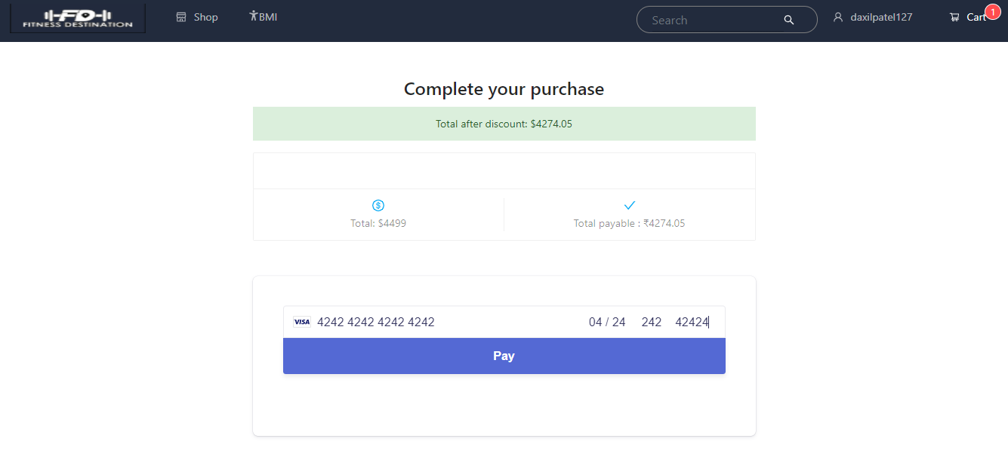 FD
FITNESS DESTINATION
Shop
BMI
Search
daxilpatel127
Cart
1
Complete your purchase
Total after discount: $4274.05
Total: $4499
Total payable : ₹4274.05
VISA 4242 4242 4242 4242 04 / 24 242 42424
Pay